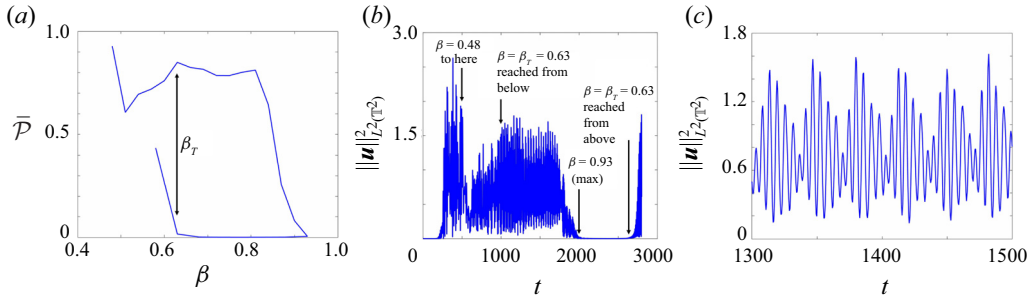 (a)
1.0
0.5
0
P̄
β_T
0.4
0.6
0.8
1.0
β
(b)
3.0
1.5
0
||u||²_{L²(𝕋²)}
β = 0.48
to here
β = β_T = 0.63
reached from
below
β = β_T = 0.63
reached
from
above
β = 0.93
(max)
0
1000
2000
3000
t
(c)
1.8
1.2
0.6
0
||u||²_{L²(𝕋²)}
1300
1400
1500
t